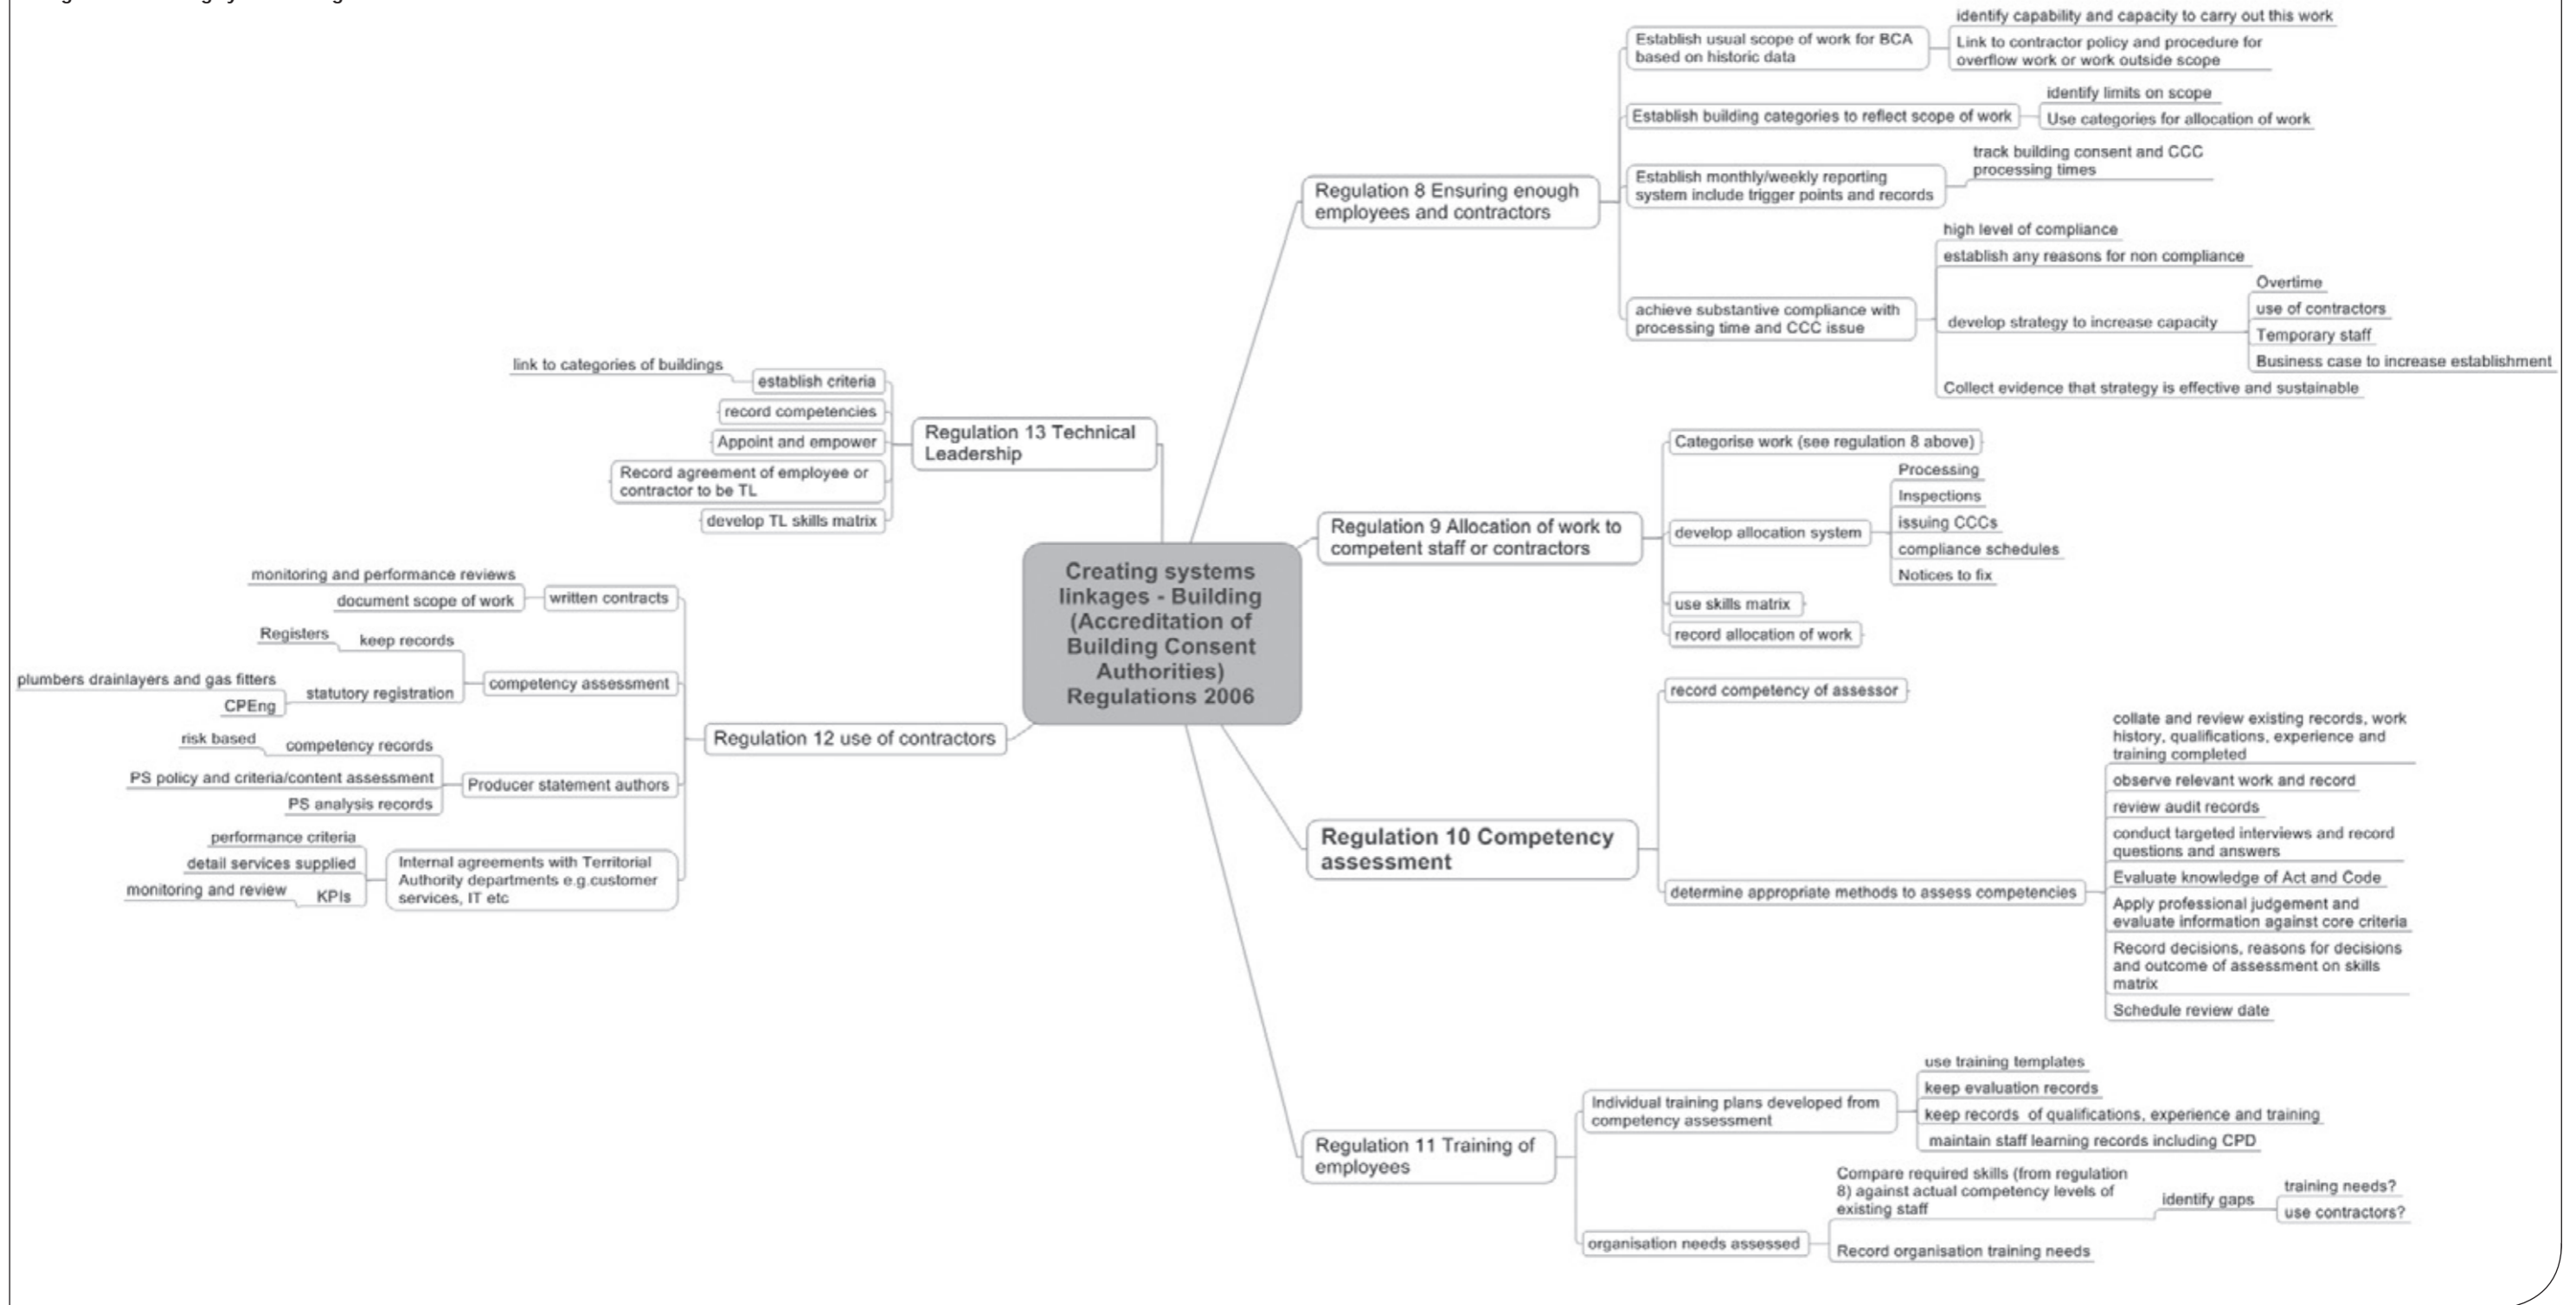 identify capability and capacity to carry out this work
Establish usual scope of work for BCA
based on historic data
Link to contractor policy and procedure for
overflow work or work outside scope
identify limits on scope
Establish building categories to reflect scope of work
Use categories for allocation of work
track building consent and CCC
processing times
Regulation 8 Ensuring enough
employees and contractors
Establish monthly/weekly reporting
system include trigger points and records
high level of compliance
establish any reasons for non compliance
achieve substantive compliance with
processing time and CCC issue
develop strategy to increase capacity
Overtime
use of contractors
Temporary staff
Business case to increase establishment
Collect evidence that strategy is effective and sustainable
link to categories of buildings
establish criteria
record competencies
Appoint and empower
Record agreement of employee or
contractor to be TL
develop TL skills matrix
Regulation 13 Technical
Leadership
Regulation 9 Allocation of work to
competent staff or contractors
Categorise work (see regulation 8 above)
develop allocation system
Processing
Inspections
issuing CCCs
compliance schedules
Notices to fix
use skills matrix
record allocation of work
Creating systems
linkages - Building
(Accreditation of
Building Consent
Authorities)
Regulations 2006
monitoring and performance reviews
document scope of work
written contracts
Registers
keep records
plumbers drainlayers and gas fitters
CPEng
statutory registration
competency assessment
Regulation 12 use of contractors
risk based
competency records
PS policy and criteria/content assessment
PS analysis records
Producer statement authors
performance criteria
detail services supplied
monitoring and review
KPIs
Internal agreements with Territorial
Authority departments e.g.customer
services, IT etc
Regulation 10 Competency
assessment
record competency of assessor
determine appropriate methods to assess competencies
collate and review existing records, work
history, qualifications, experience and
training completed
observe relevant work and record
review audit records
conduct targeted interviews and record
questions and answers
Evaluate knowledge of Act and Code
Apply professional judgement and
evaluate information against core criteria
Record decisions, reasons for decisions
and outcome of assessment on skills
matrix
Schedule review date
Regulation 11 Training of
employees
Individual training plans developed from
competency assessment
use training templates
keep evaluation records
keep records of qualifications, experience and training
maintain staff learning records including CPD
organisation needs assessed
Compare required skills (from regulation
8) against actual competency levels of
existing staff
identify gaps
training needs?
use contractors?
Record organisation training needs